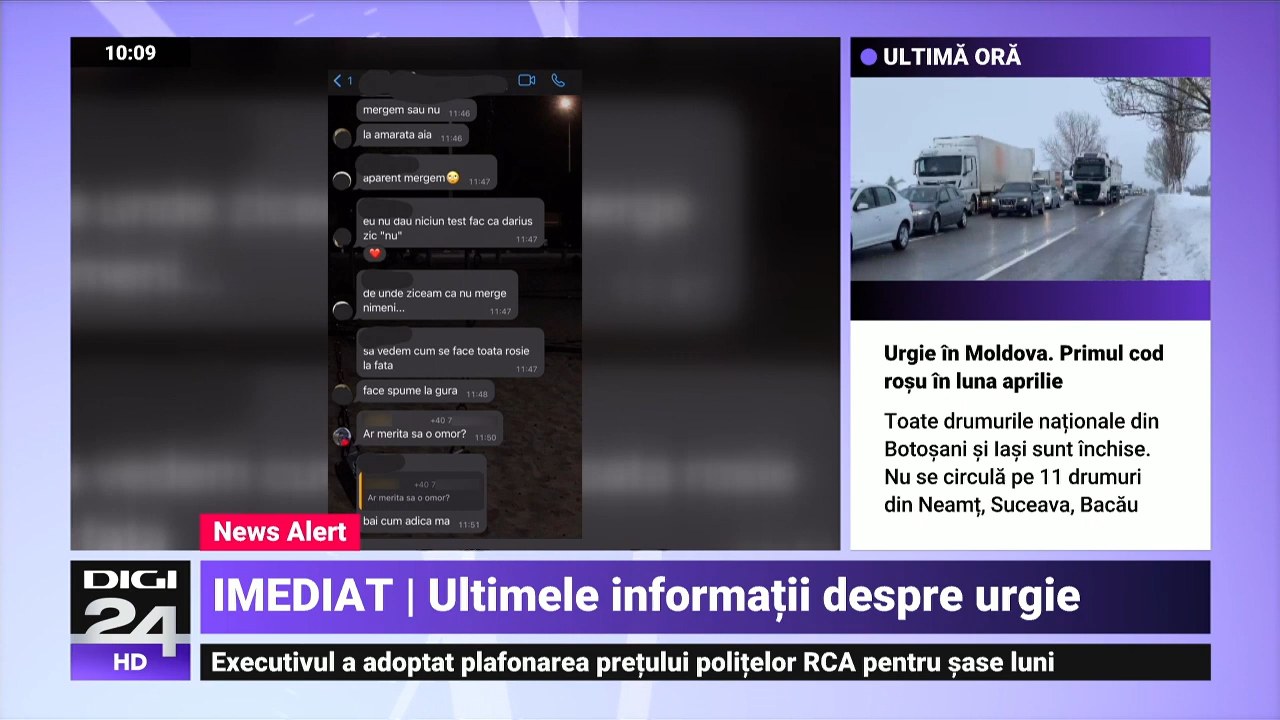 10:09
1
mergem sau nu 11:46
la amarata aia 11:46
aparent mergem🙄 11:47
eu nu dau niciun test fac ca darius
zic "nu" 11:47
de unde ziceam ca nu merge
nimeni... 11:47
sa vedem cum se face toata rosie
la fata 11:47
face spume la gura 11:48
+40 7
Ar merita sa o omor? 11:50
+40 7
Ar merita sa o omor?
bai cum adica ma 11:51
ULTIMĂ ORĂ
Urgie în Moldova. Primul cod
roșu în luna aprilie
Toate drumurile naționale din
Botoșani și Iași sunt închise.
Nu se circulă pe 11 drumuri
din Neamț, Suceava, Bacău
News Alert
DIGI
24
HD
IMEDIAT | Ultimele informații despre urgie
Executivul a adoptat plafonarea prețului polițelor RCA pentru șase luni